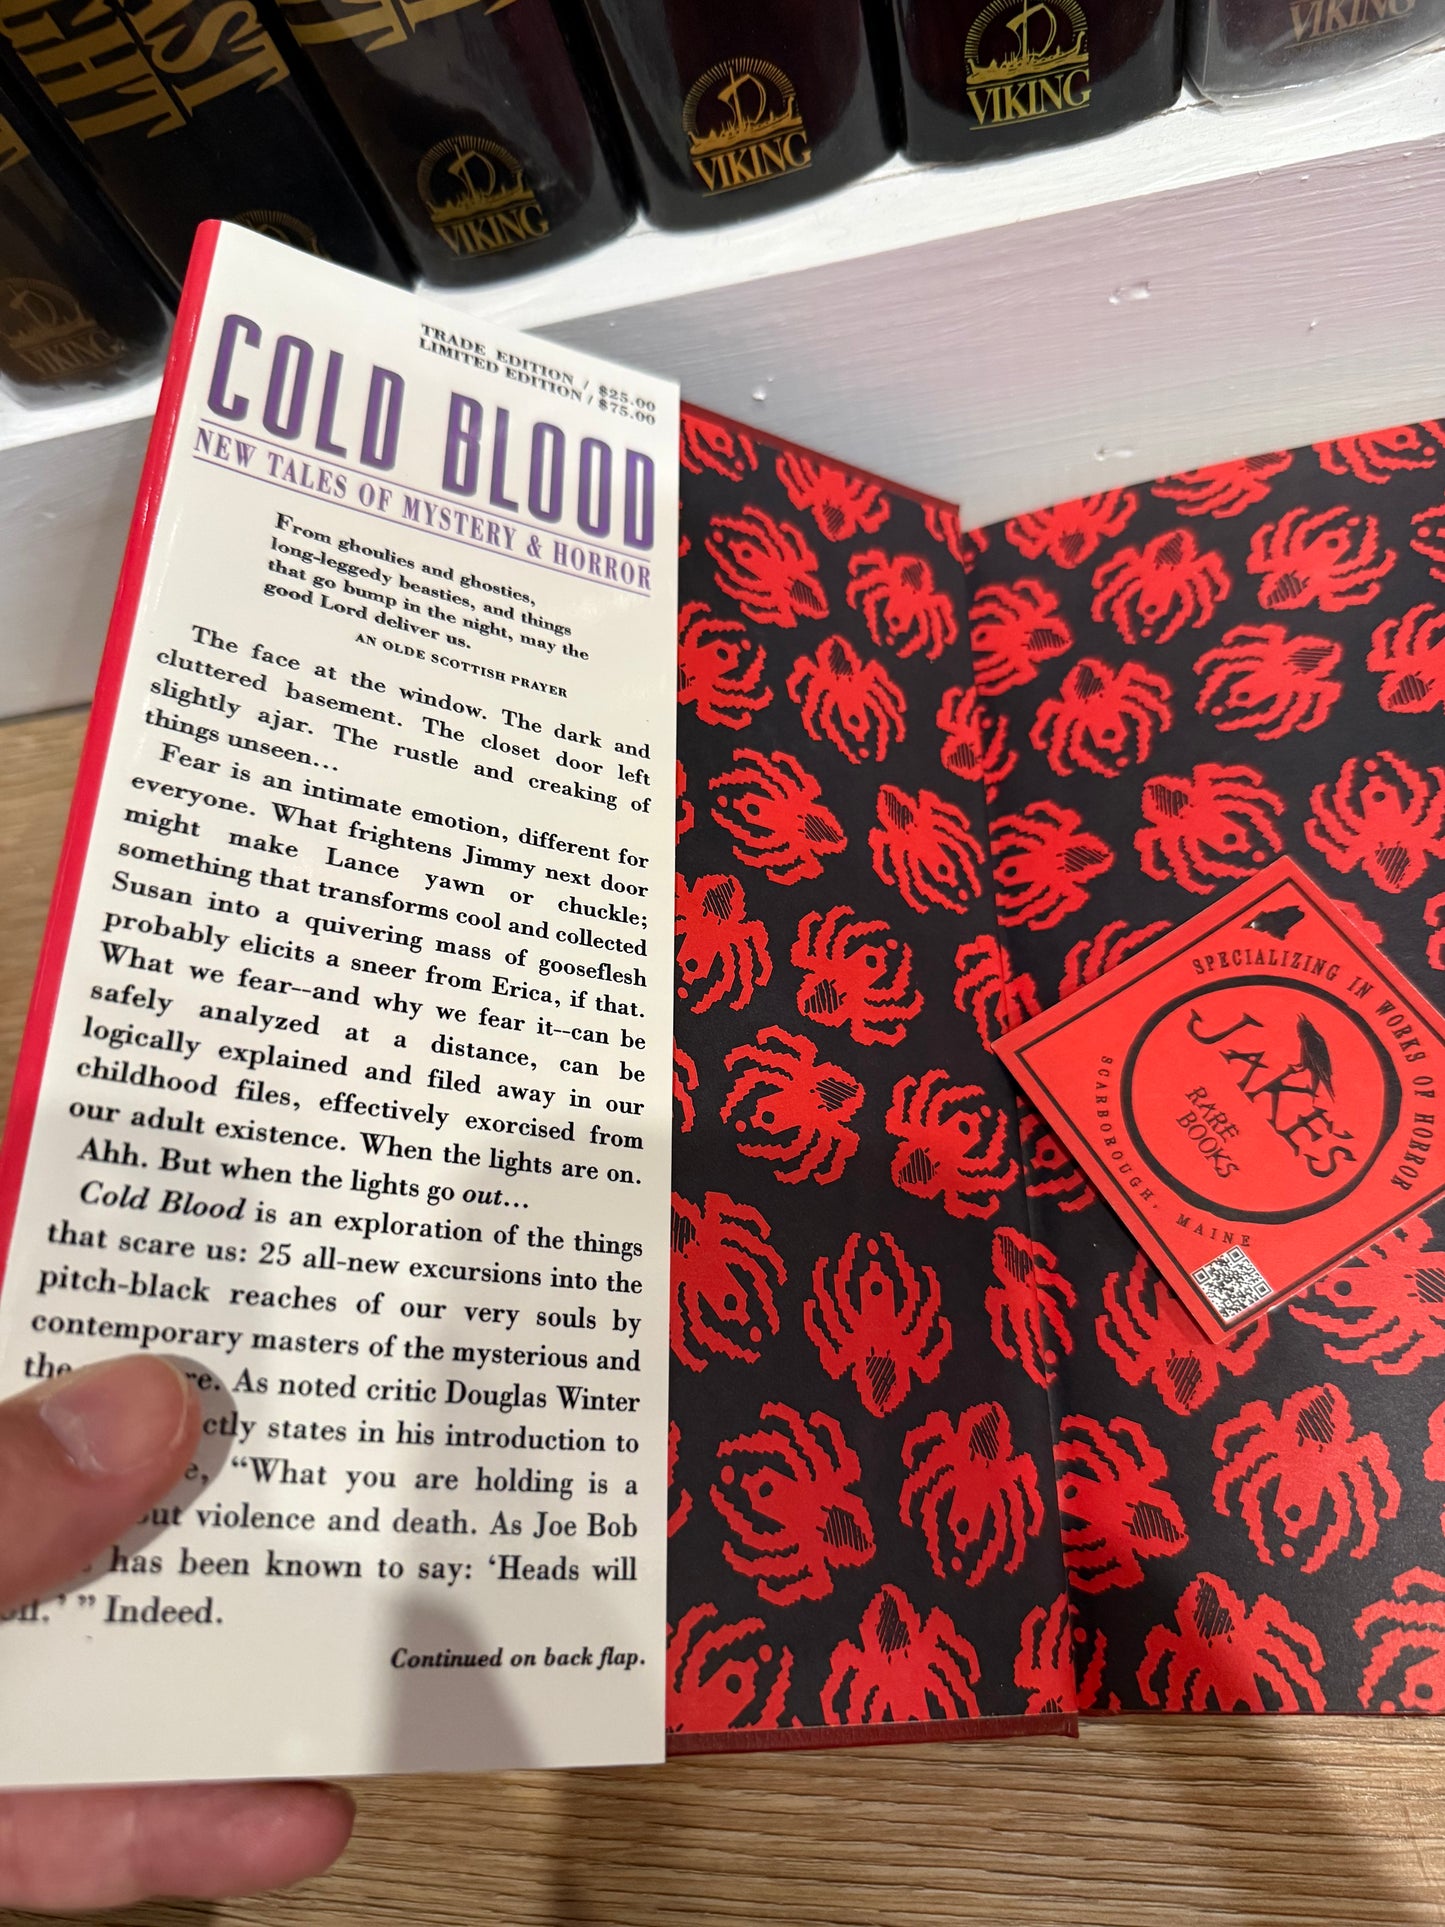 VIKING
VIKING
VIKING
VIKING
VIKING
TRADE EDITION / $25.00
LIMITED EDITION / $75.00
COLD BLOOD
NEW TALES OF MYSTERY & HORROR
From ghoulies and ghosties,
long-leggedy beasties, and things
that go bump in the night, may the
good Lord deliver us.
AN OLDE SCOTTISH PRAYER
The face at the window. The dark and
cluttered basement. The closet door left
slightly ajar. The rustle and creaking of
things unseen...
Fear is an intimate emotion, different for
everyone. What frightens Jimmy next door
might make Lance yawn or chuckle;
something that transforms cool and collected
Susan into a quivering mass of gooseflesh
probably elicits a sneer from Erica, if that.
What we fear--and why we fear it--can be
safely analyzed at a distance, can be
logically explained and filed away in our
childhood files, effectively exorcised from
our adult existence. When the lights are on.
Ahh. But when the lights go out...
Cold Blood is an exploration of the things
that scare us: 25 all-new excursions into the
pitch-black reaches of our very souls by
contemporary masters of the mysterious and
the As noted critic Douglas Winter
states in his introduction to
“What you are holding is a
violence and death. As Joe Bob
has been known to say: ‘Heads will
’ ” Indeed.
Continued on back flap.
SPECIALIZING IN WORKS OF HORROR
JAKE'S
RARE
BOOKS
SCARBOROUGH, MAINE